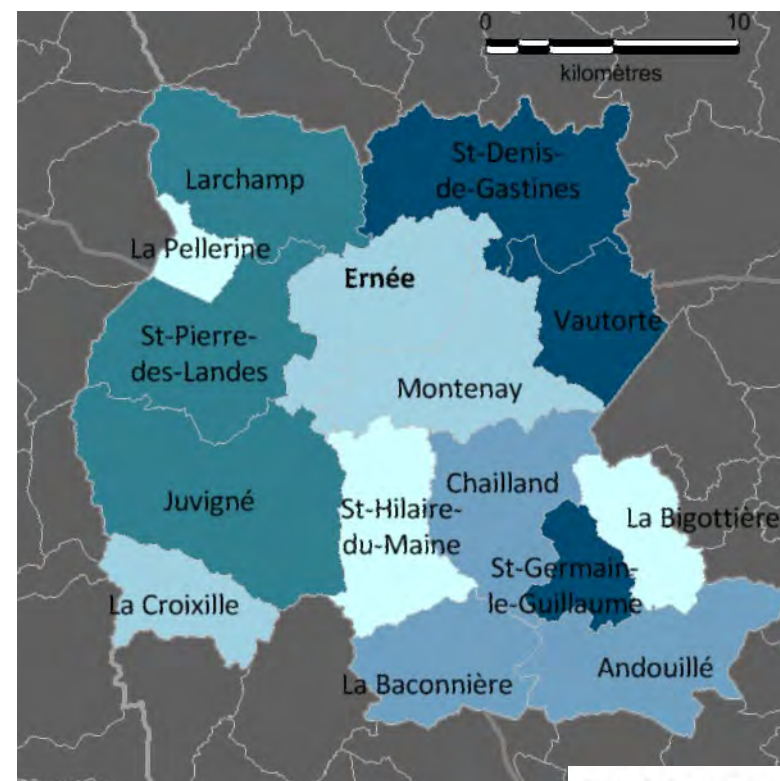 0 10
kilomètres
St-Denis-
de-Gastines
Larchamp
La Pellerine
Ernée
Vautorte
St-Pierre-
des-Landes
Montenay
Chailland
Juvigné
St-Hilaire-
du-Maine
La Bigottière
St-Germain-
le-Guillaume
La Croixille
Andouillé
La Baconnière